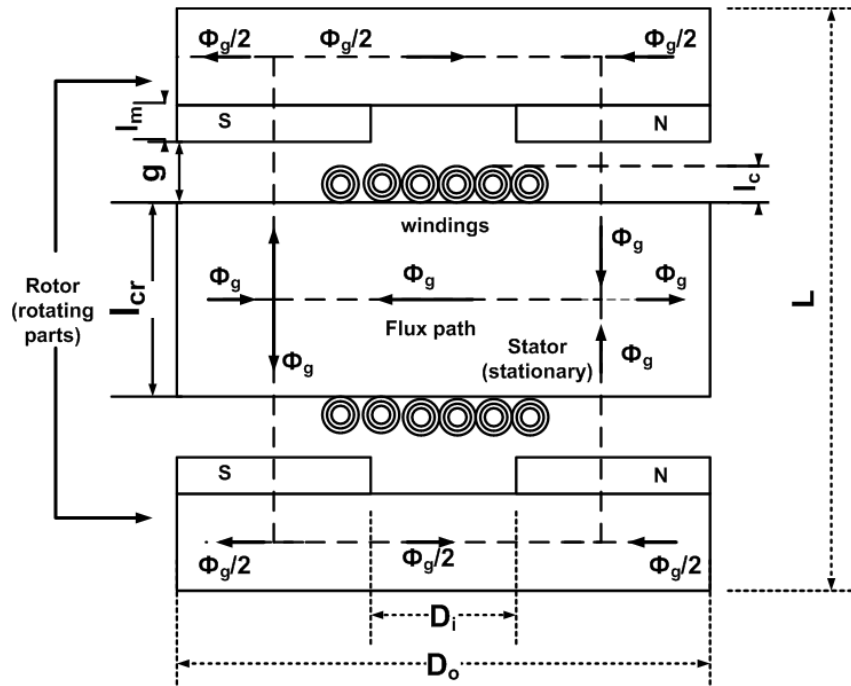 Φg/2 Φg/2 Φg/2
lm
S N
g
lc
windings
Φg
Φg Φg Φg
Rotor
(rotating
parts)
lcr
L
Flux path
Stator
(stationary)
Φg Φg
S N
Φg/2 Φg/2 Φg/2
Di
Do